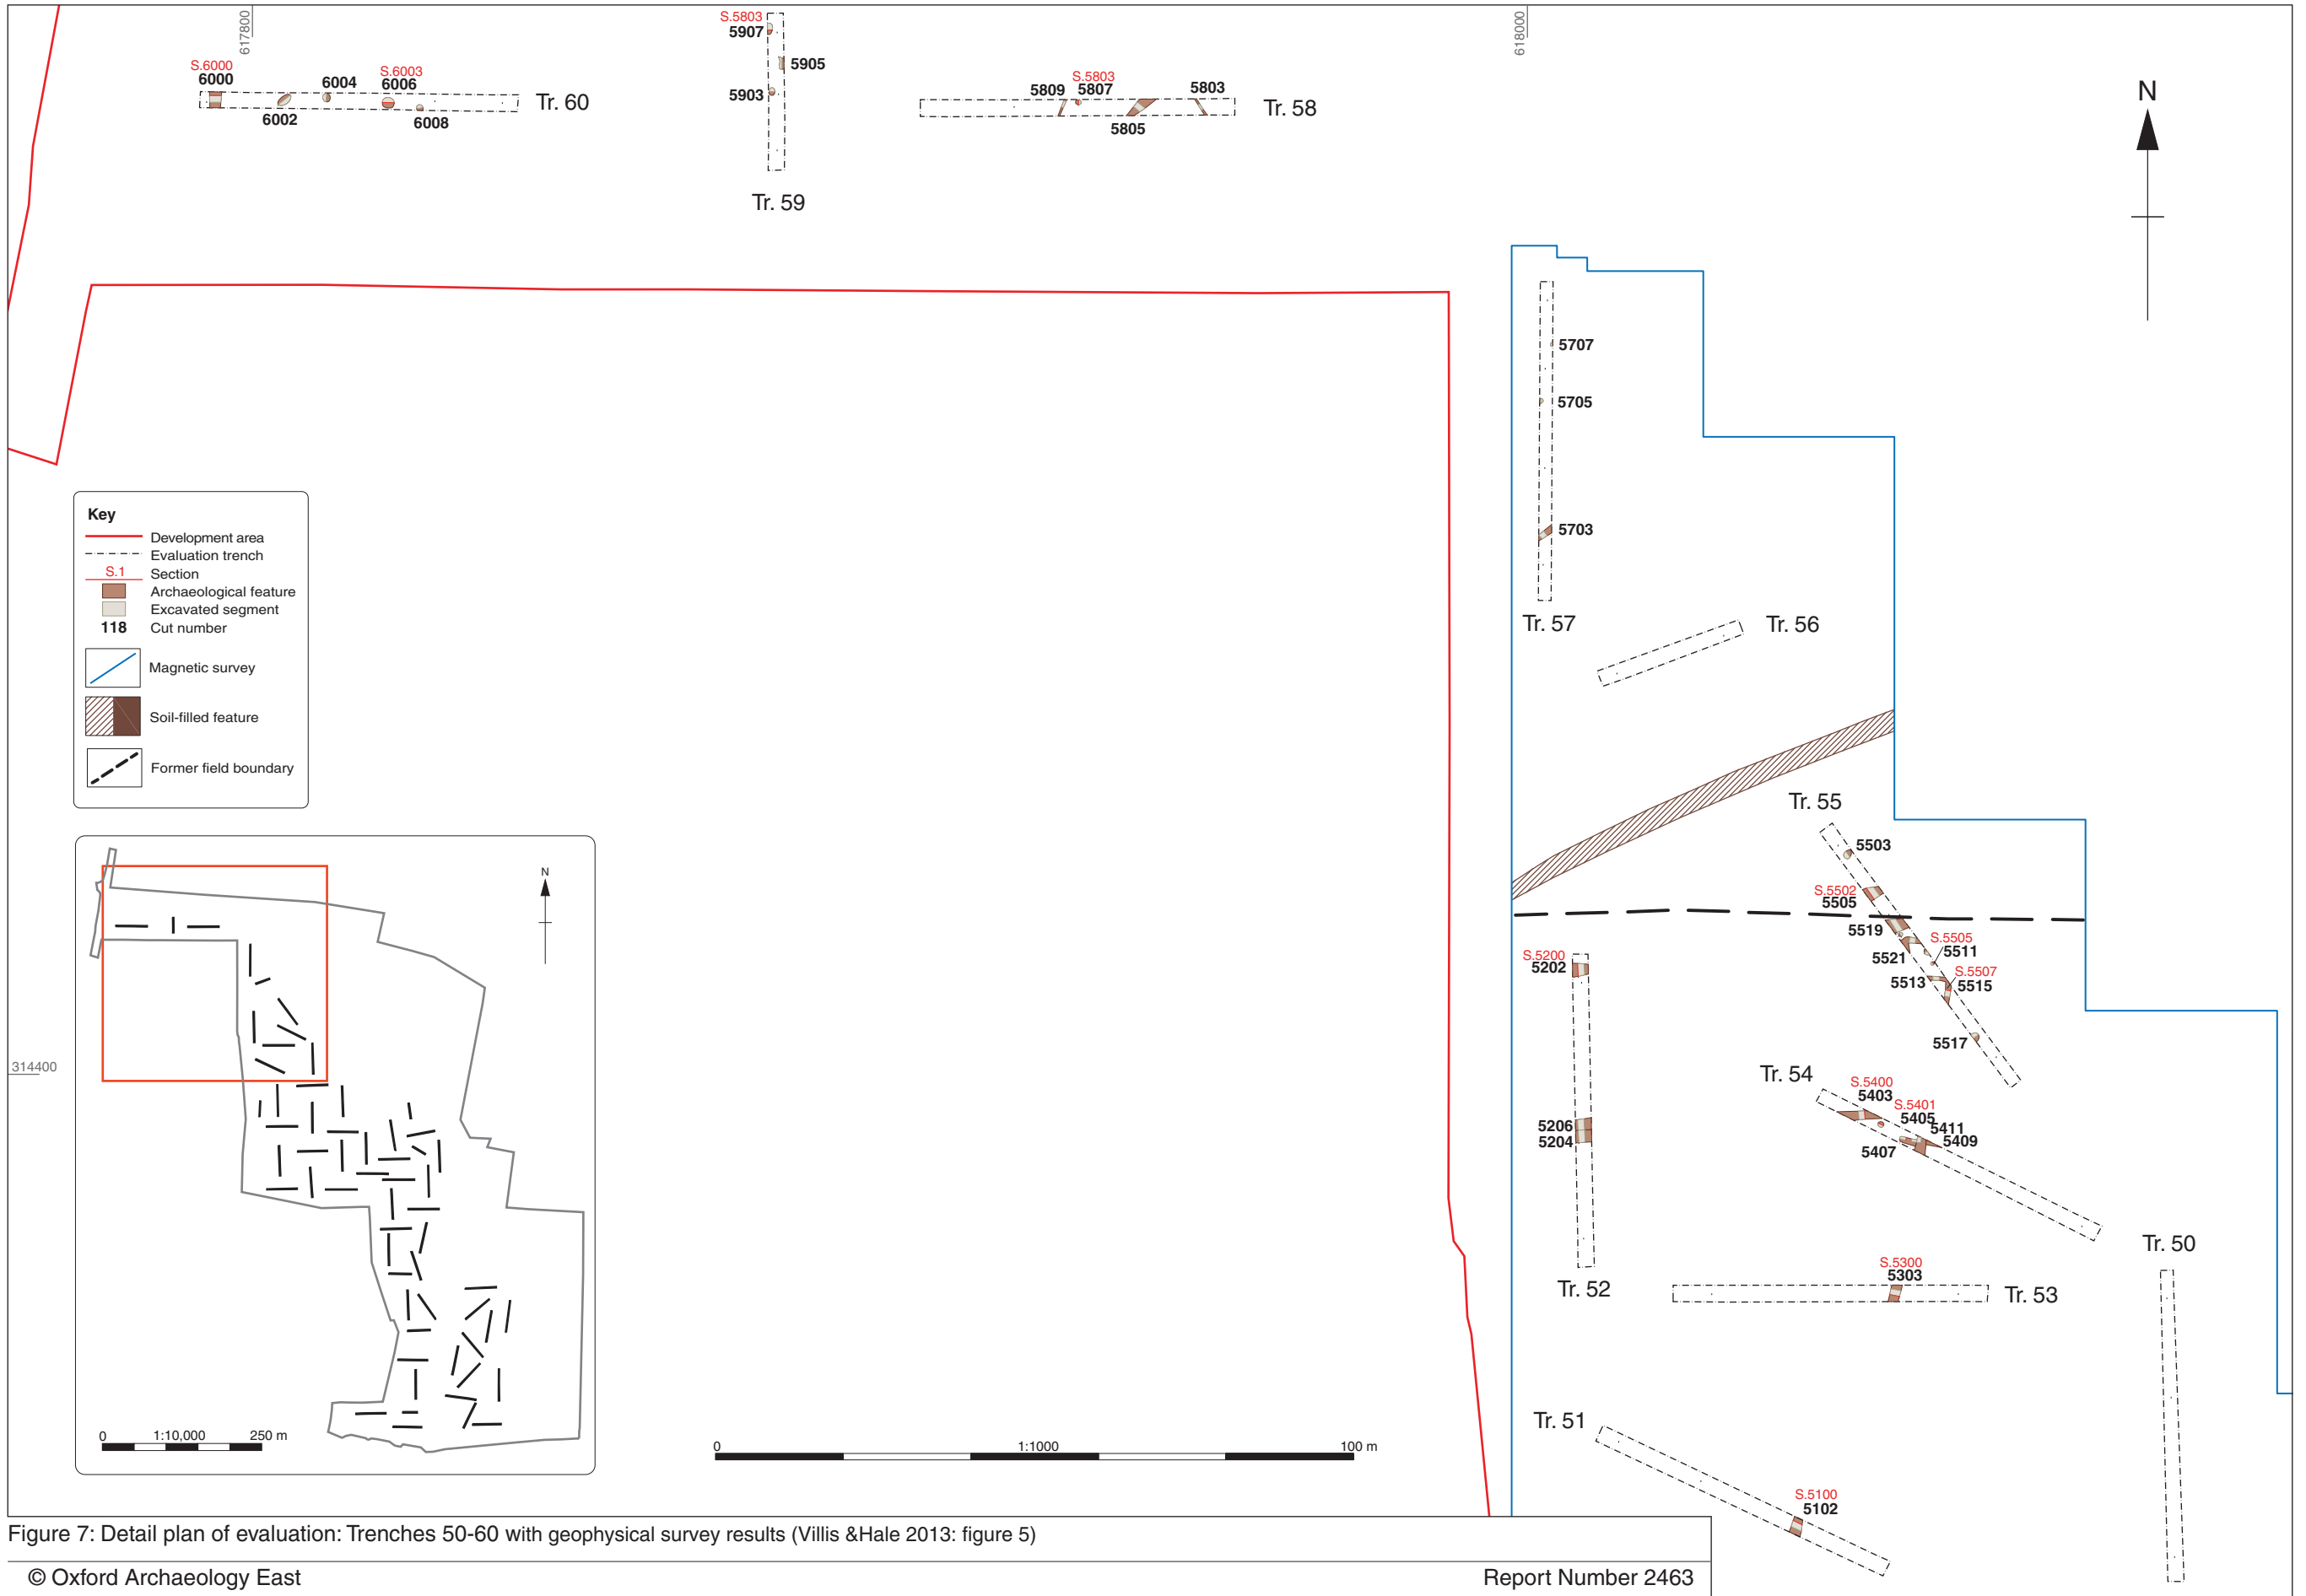 617800
618000
S.5803
5907
5905
5903
Tr. 59
S.6000
6000
6002
6004
S.6003
6006
6008
Tr. 60
5809
S.5803
5807
5805
5803
Tr. 58
N
5707
5705
5703
Tr. 57
Tr. 56
Key
Development area
Evaluation trench
S.1
Section
Archaeological feature
Excavated segment
118
Cut number
Magnetic survey
Soil-filled feature
Former field boundary
Tr. 55
5503
S.5502
5505
5519
5521
S.5505
5511
5513
S.5507
5515
5517
S.5200
5202
5206
5204
Tr. 52
314400
N
0
1:10,000
250 m
Tr. 54
S.5400
5403
S.5401
5405
5411
5409
5407
S.5300
5303
Tr. 53
Tr. 50
Tr. 51
S.5100
5102
0
1:1000
100 m
Figure 7: Detail plan of evaluation: Trenches 50-60 with geophysical survey results (Villis &Hale 2013: figure 5)
© Oxford Archaeology East
Report Number 2463